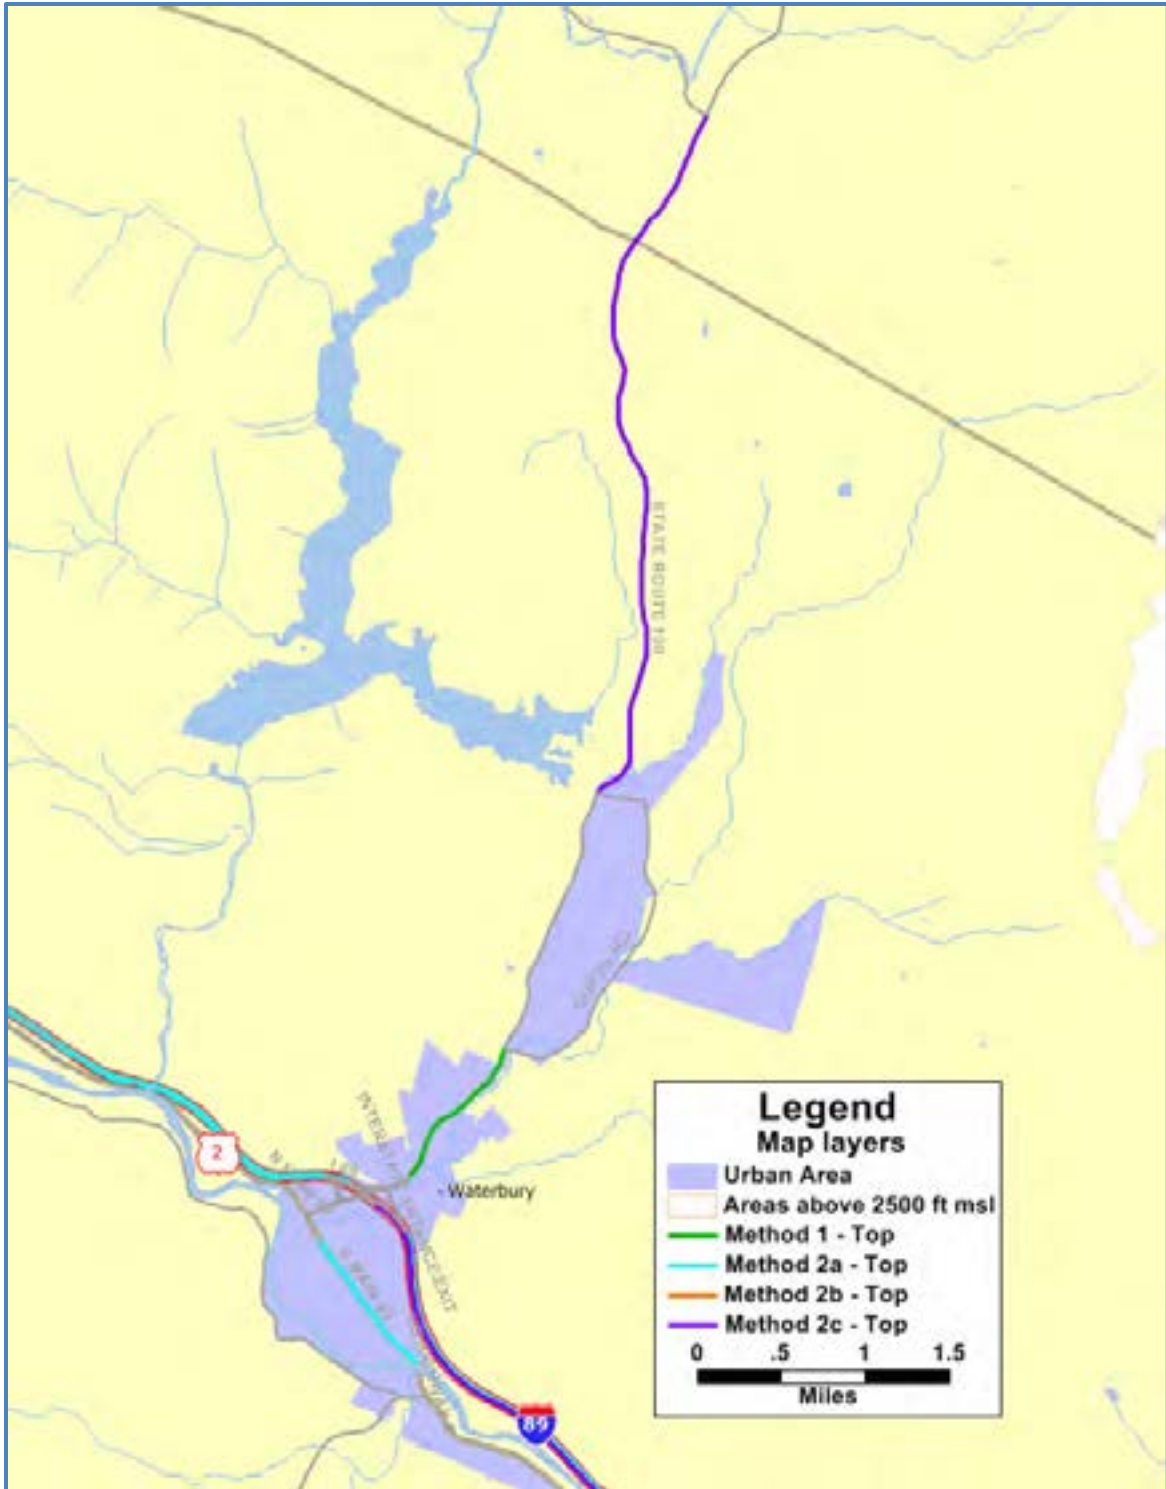 STATE ROUTE 100
2
Waterbury
89
Legend
Map layers
Urban Area
Areas above 2500 ft msl
Method 1 - Top
Method 2a - Top
Method 2b - Top
Method 2c - Top
0 .5 1 1.5
Miles